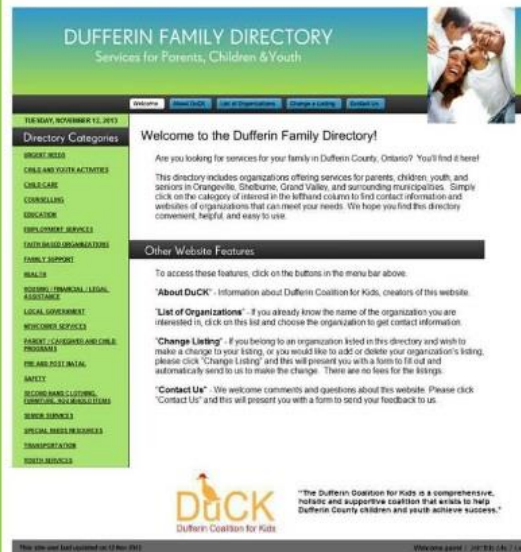 DUFFERIN FAMILY DIRECTORY
Services for Parents, Children & Youth
Welcome
About DuCK
List of Organizations
Change a Listing
Contact Us
TUESDAY, NOVEMBER 12, 2013
Directory Categories
URGENT NEEDS
CHILD AND YOUTH ACTIVITIES
CHILD CARE
COUNSELLING
EDUCATION
EMPLOYMENT SERVICES
FAITH BASED ORGANIZATIONS
FAMILY SUPPORT
HEALTH
HOUSING / FINANCIAL / LEGAL
ASSISTANCE
LOCAL GOVERNMENT
NEWCOMER SERVICES
PARENT / CAREGIVER AND CHILD
PROGRAMS
PRE AND POST NATAL
SAFETY
SECOND HAND CLOTHING,
FURNITURE, HOUSEHOLD ITEMS
SENIOR SERVICES
SPECIAL NEEDS RESOURCES
TRANSPORTATION
YOUTH SERVICES
Welcome to the Dufferin Family Directory!
Are you looking for services for your family in Dufferin County, Ontario? You'll find it here!
This directory includes organizations offering services for parents, children, youth, and
seniors in Orangeville, Shelburne, Grand Valley, and surrounding municipalities. Simply
click on the category of interest in the lefthand column to find contact information and
websites of organizations that can meet your needs. We hope you find this directory
convenient, helpful, and easy to use.
Other Website Features
To access these features, click on the buttons in the menu bar above.
"About DuCK" - Information about Dufferin Coalition for Kids, creators of this website.
"List of Organizations" - If you already know the name of the organization you are
interested in, click on this list and choose the organization to get contact information.
"Change Listing" - If you belong to an organization listed in this directory and wish to
make a change to your listing, or you would like to add or delete your organization's listing,
please click "Change Listing" and this will present you with a form to fill out and
automatically send to us to make the change. There are no fees for the listings.
"Contact Us" - We welcome comments and questions about this website. Please click
"Contact Us" and this will present you with a form to send your feedback to us.
DuCK
Dufferin Coalition for Kids
"The Dufferin Coalition for Kids is a comprehensive,
holistic and supportive coalition that exists to help
Dufferin County children and youth achieve success."
This site was last updated on 12 Nov 2013